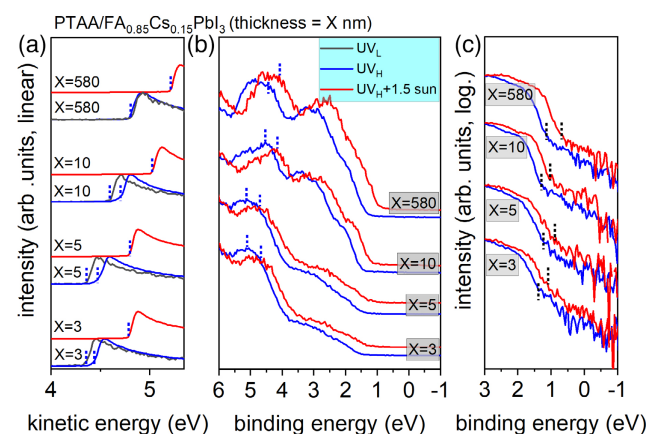 PTAA/FA0.85Cs0.15PbI3 (thickness = X nm)
(a)
(b)
(c)
UVL
UVH
UVH+1.5 sun
intensity (arb .units, linear)
X=580
X=580
X=10
X=10
X=5
X=5
X=3
X=3
4
5
kinetic energy (eV)
X=580
X=10
X=5
X=3
6 5 4 3 2 1 0 -1
binding energy (eV)
intensity (arb. units, log.)
X=580
X=10
X=5
X=3
3 2 1 0 -1
binding energy (eV)